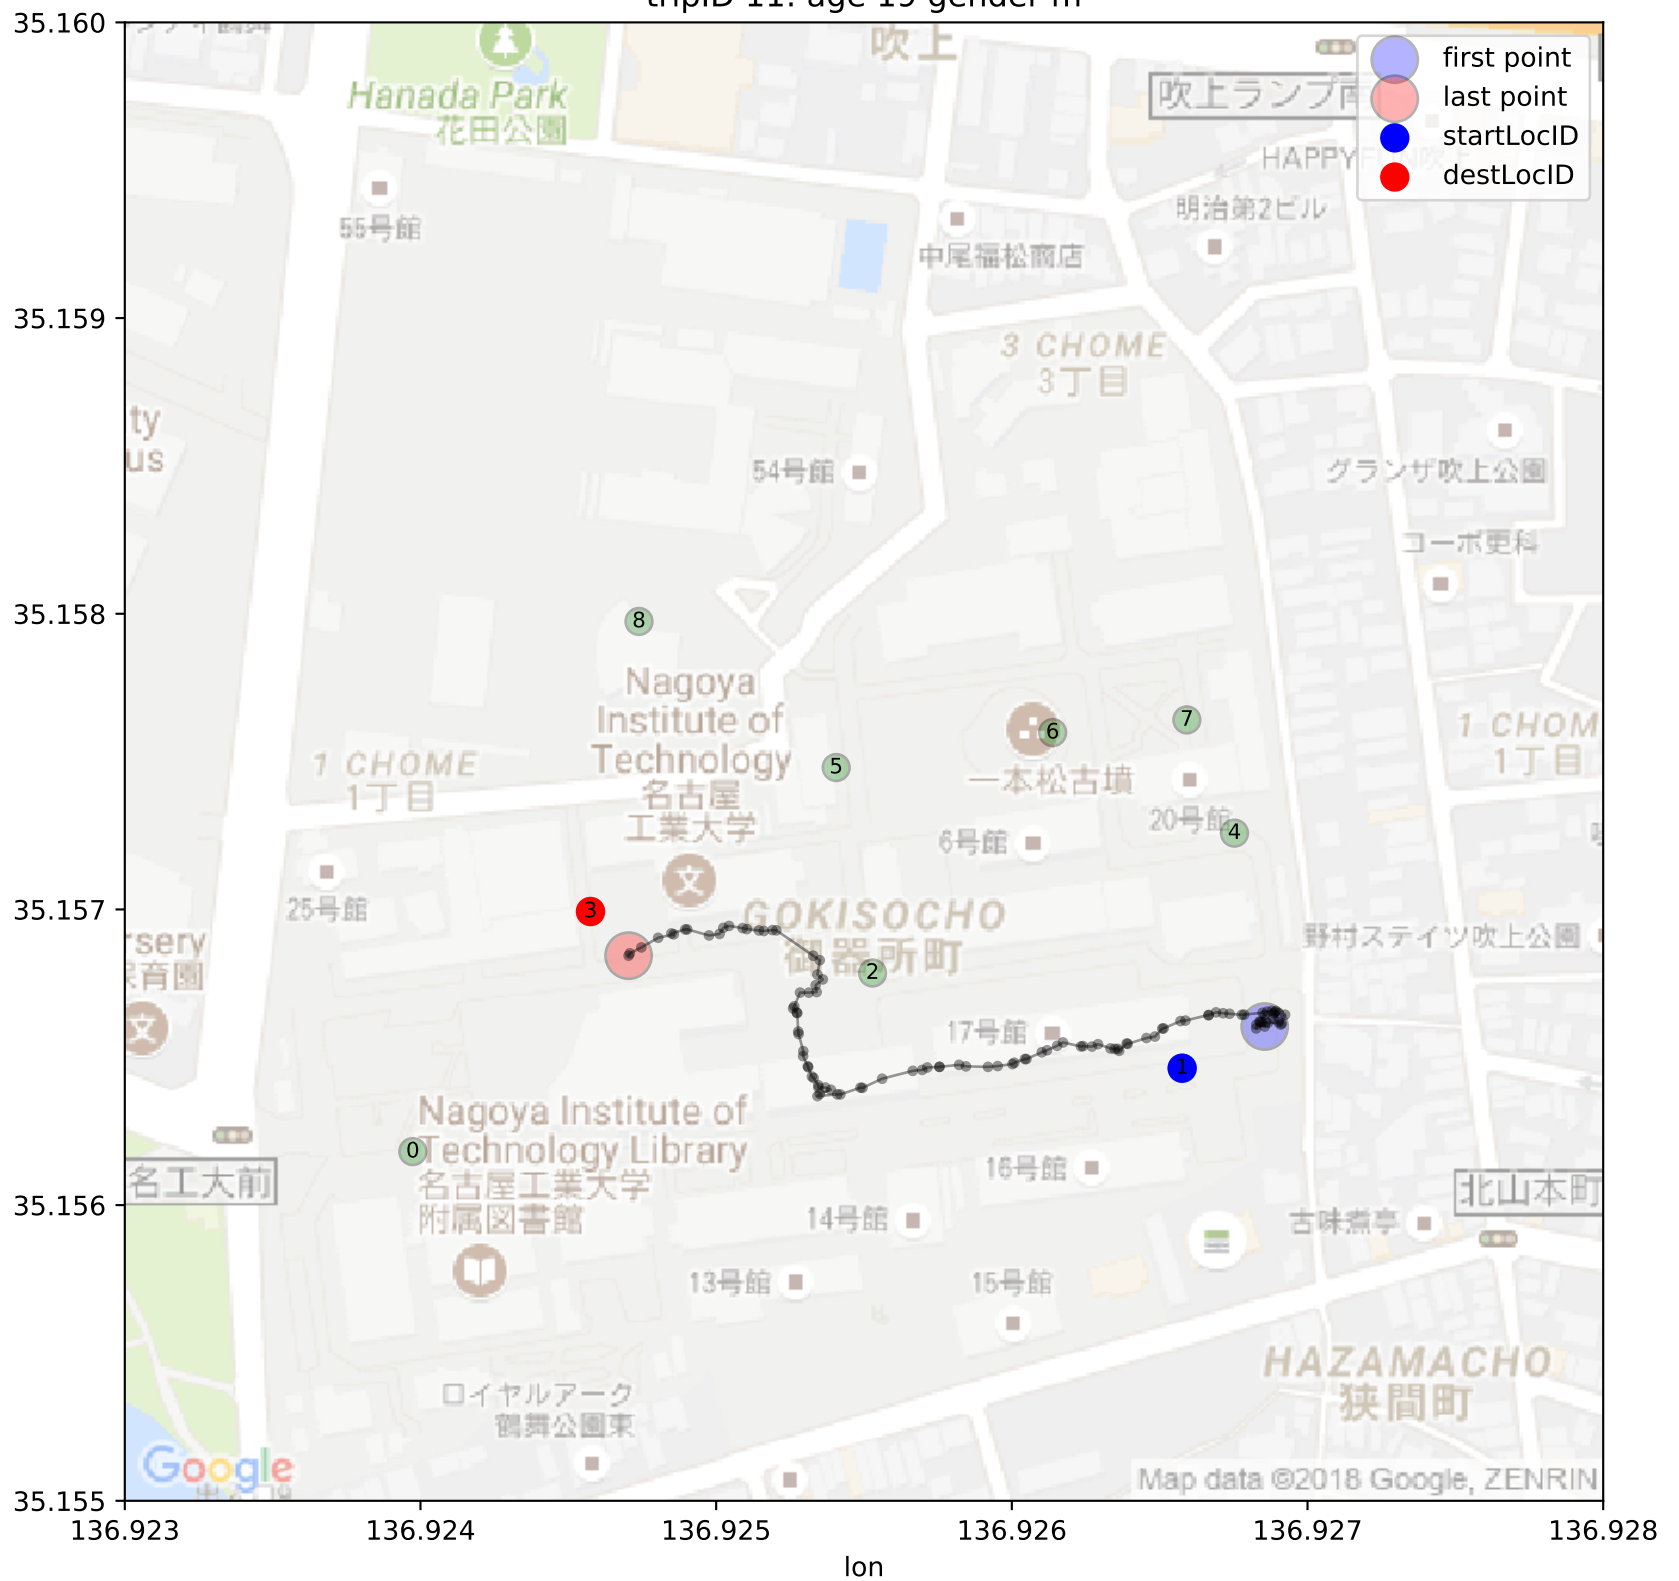 tripID 11: age 19 gender m
35.160
35.159
35.158
35.157
35.156
35.155
136.923
136.924
136.925
136.926
136.927
136.928
lon
first point
last point
startLocID
destLocID
Hanada Park
花田公園
吹上
吹上ランプ南
HAPPY
明治第2ビル
55号館
中尾福松商店
3 CHOME
3丁目
ty
us
54号館
グランザ吹上公園
コーポ更科
8
Nagoya
Institute of
Technology
名古屋
工業大学
6
7
5
一本松古墳
1 CHOM
1丁目
1 CHOME
1丁目
20号館
4
6号館
25号館
3
GOKISOCHO
御器所町
2
野村ステイツ吹上公園
rsery
保育園
17号館
1
Nagoya Institute of
Technology Library
名古屋工業大学
附属図書館
0
名工大前
16号館
北山本町
14号館
古味煮亭
13号館
15号館
HAZAMACHO
狭間町
ロイヤルアーク
鶴舞公園東
Google
Map data ©2018 Google, ZENRIN